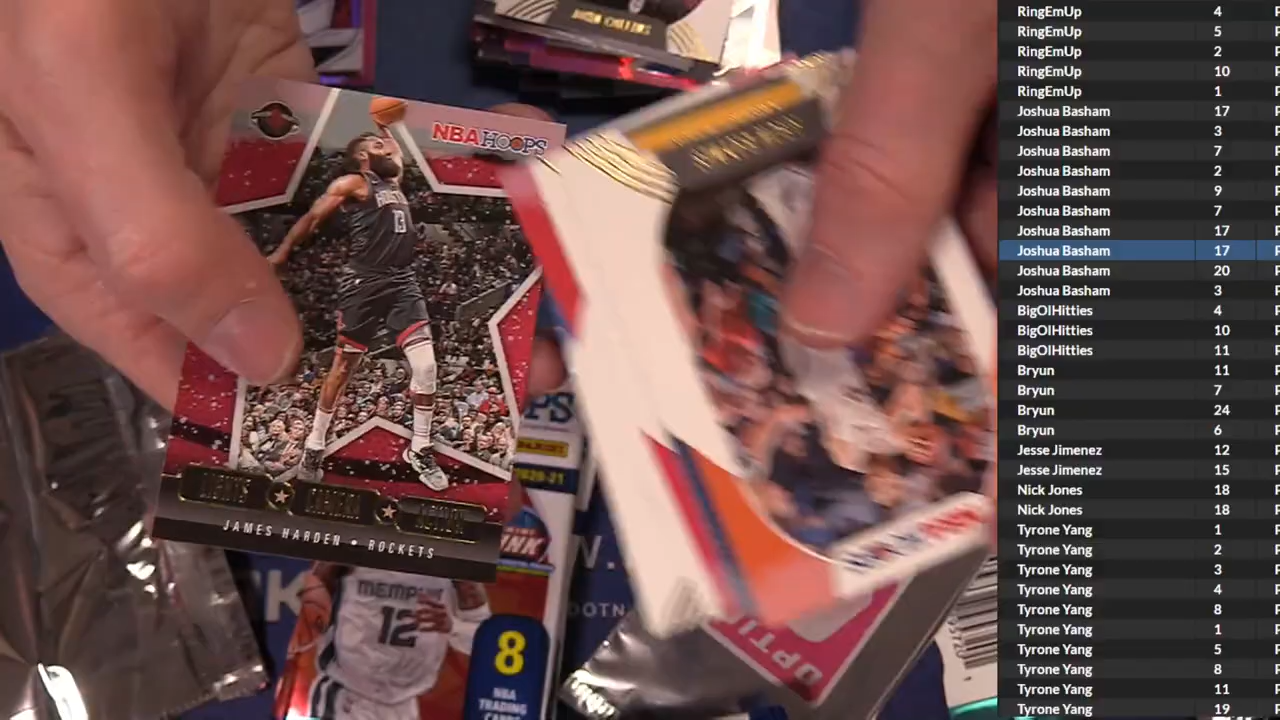 NBA HOOPS
13
LIGHTS CAMERA ACTION
JAMES HARDEN • ROCKETS
MEMPHIS
12
8
NBA
TRADING
CARDS
2020-21
RingEmUp 4
RingEmUp 5
RingEmUp 2
RingEmUp 10
RingEmUp 1
Joshua Basham 17
Joshua Basham 3
Joshua Basham 7
Joshua Basham 2
Joshua Basham 9
Joshua Basham 7
Joshua Basham 17
Joshua Basham 17
Joshua Basham 20
Joshua Basham 3
BigOlHitties 4
BigOlHitties 10
BigOlHitties 11
Bryun 11
Bryun 7
Bryun 24
Bryun 6
Jesse Jimenez 12
Jesse Jimenez 15
Nick Jones 18
Nick Jones 18
Tyrone Yang 1
Tyrone Yang 2
Tyrone Yang 3
Tyrone Yang 4
Tyrone Yang 8
Tyrone Yang 1
Tyrone Yang 5
Tyrone Yang 8
Tyrone Yang 11
Tyrone Yang 19